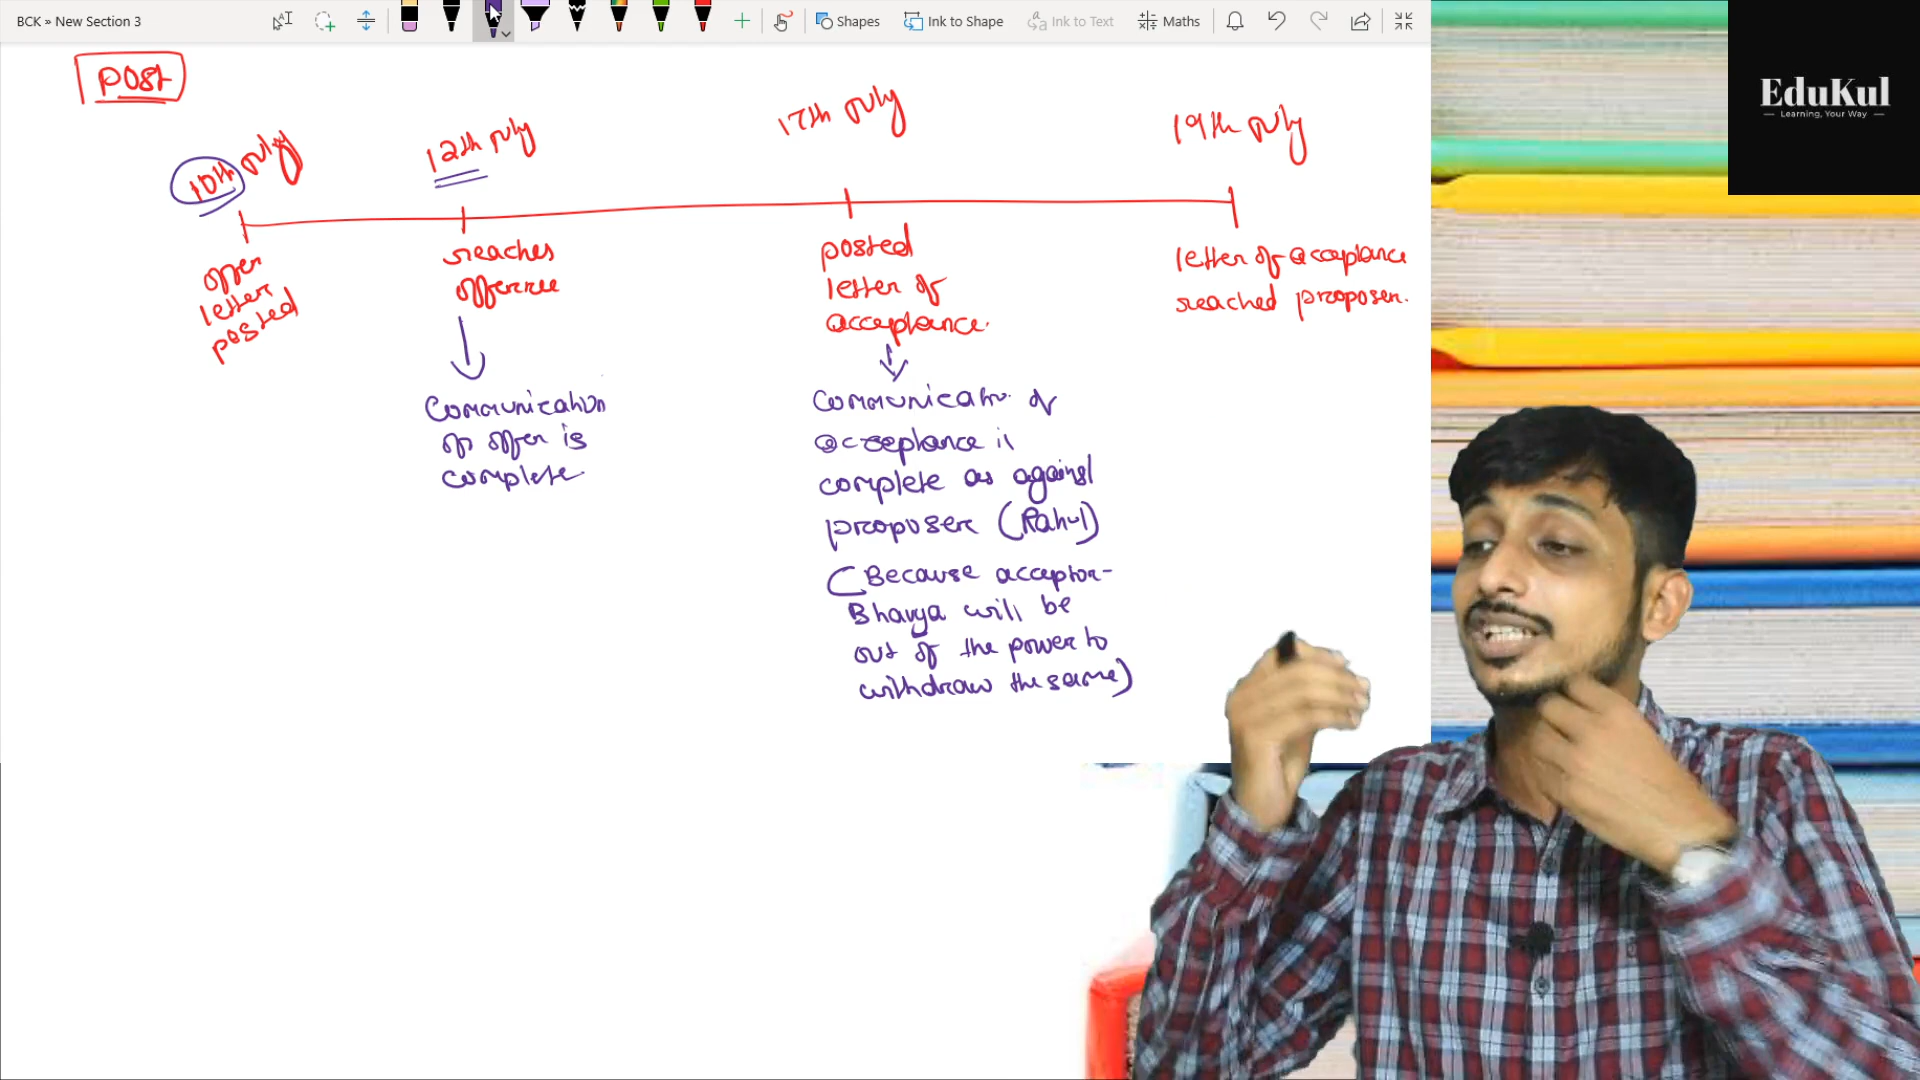 BCK » New Section 3
Shapes
Ink to Shape
Ink to Text
Maths
EduKul
Learning, Your Way
POST
10th July
12th July
17th July
19th July
offer
letter
posted
reaches
offeree
posted
letter of
acceptance.
letter of acceptance
reached proposer.
Communication
of offer is
complete
Communicatn. of
acceptance is
complete as against
proposer (Rahul)
(Because acceptor-
Bhavya will be
out of the power to
withdraw the same)